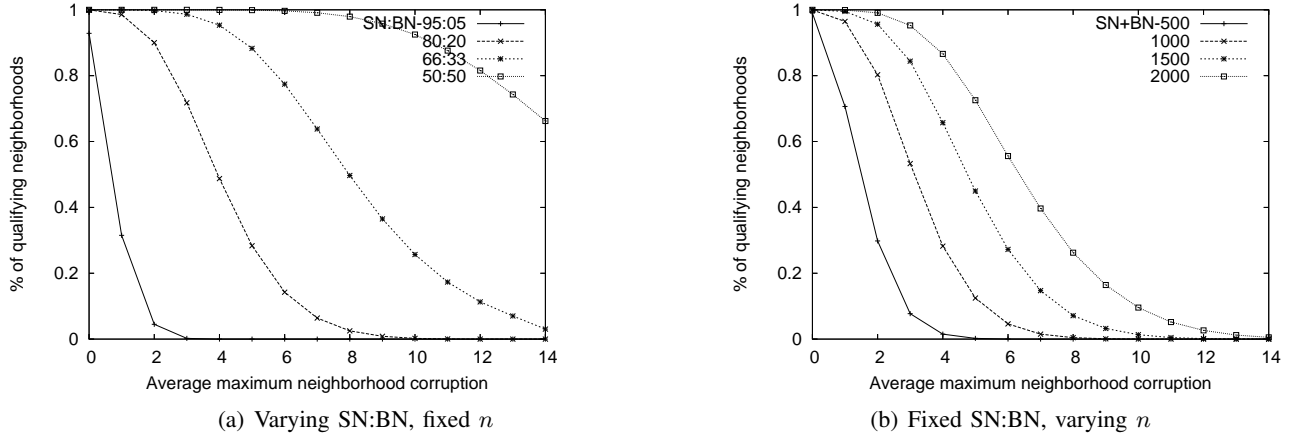 % of qualifying neighborhoods
1
0.8
0.6
0.4
0.2
0
0 2 4 6 8 10 12 14
Average maximum neighborhood corruption
SN:BN-95:05
80:20
66:33
50:50
(a) Varying SN:BN, fixed n
% of qualifying neighborhoods
1
0.8
0.6
0.4
0.2
0
0 2 4 6 8 10 12 14
Average maximum neighborhood corruption
SN+BN-500
1000
1500
2000
(b) Fixed SN:BN, varying n